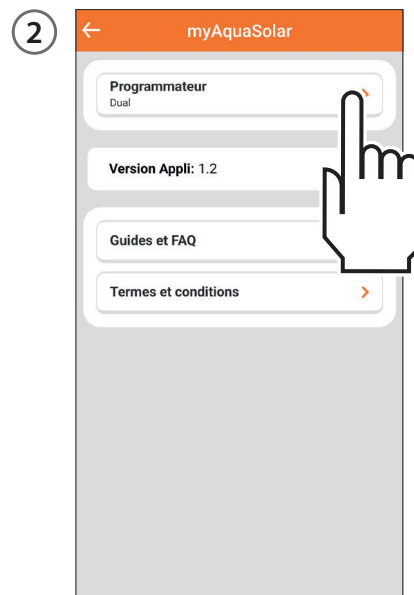 2
myAquaSolar
Programmateur
Dual
Version Appli: 1.2
Guides et FAQ
Termes et conditions